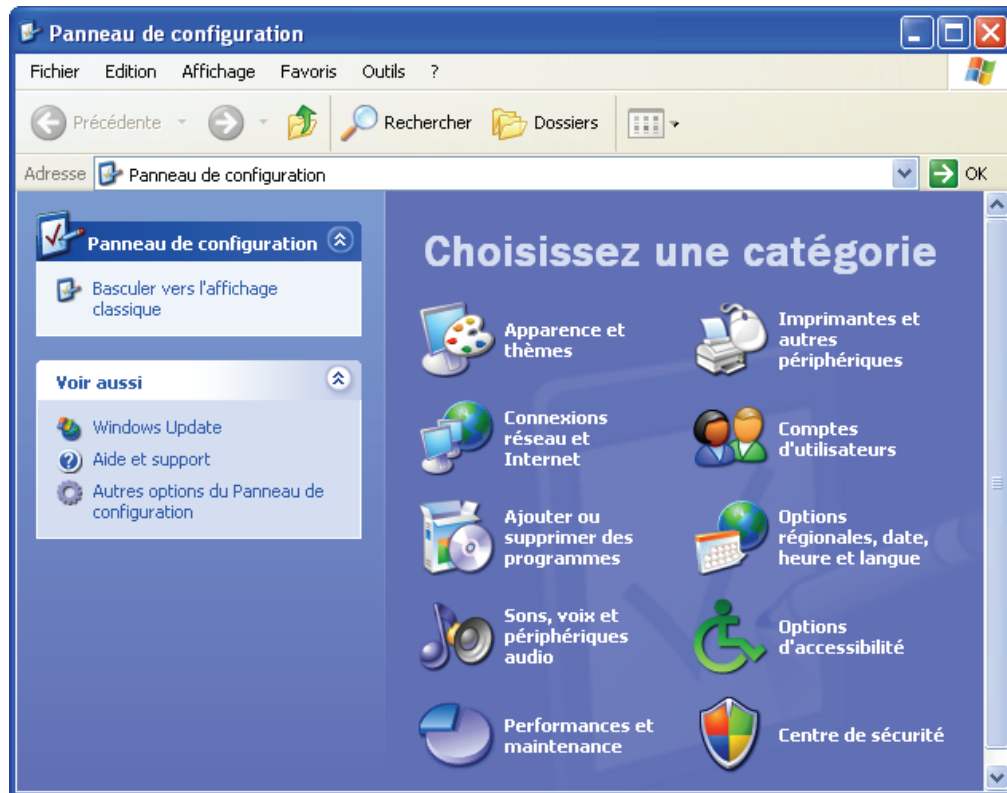 Panneau de configuration
Fichier Edition Affichage Favoris Outils ?
Précédente Rechercher Dossiers
Adresse Panneau de configuration OK
Panneau de configuration
Basculer vers l'affichage
classique
Voir aussi
Windows Update
Aide et support
Autres options du Panneau de
configuration
Choisissez une catégorie
Apparence et
thèmes
Imprimantes et
autres
périphériques
Connexions
réseau et
Internet
Comptes
d'utilisateurs
Ajouter ou
supprimer des
programmes
Options
régionales, date,
heure et langue
Sons, voix et
périphériques
audio
Options
d'accessibilité
Performances et
maintenance
Centre de sécurité